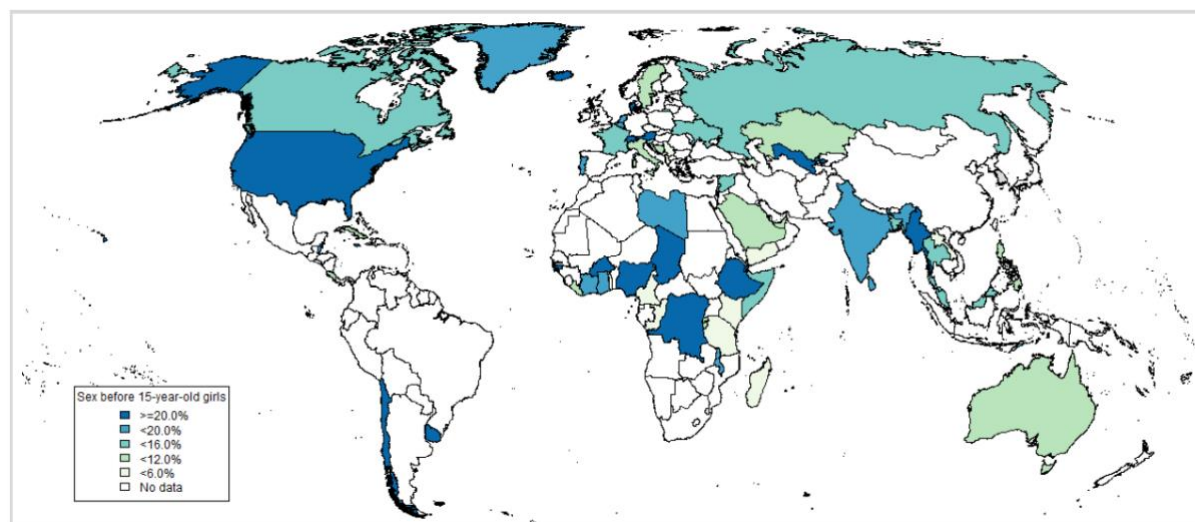 Sex before 15-year-old girls
>=20.0%
<20.0%
<16.0%
<12.0%
<6.0%
No data